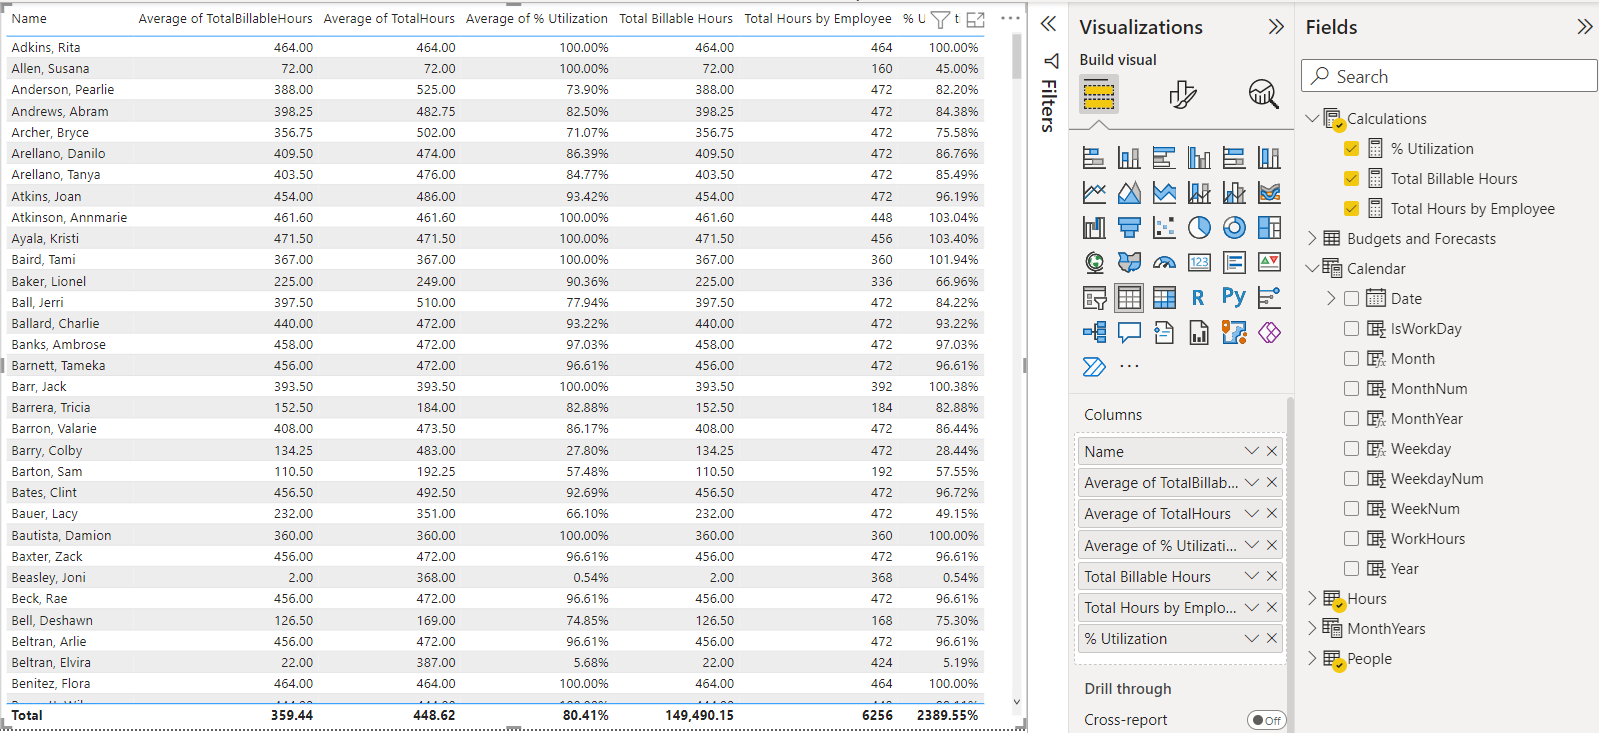 Name Average of TotalBillableHours Average of TotalHours Average of % Utilization Total Billable Hours Total Hours by Employee % U
Adkins, Rita 464.00 464.00 100.00% 464.00 464 100.00%
Allen, Susana 72.00 72.00 100.00% 72.00 160 45.00%
Anderson, Pearlie 388.00 525.00 73.90% 388.00 472 82.20%
Andrews, Abram 398.25 482.75 82.50% 398.25 472 84.38%
Archer, Bryce 356.75 502.00 71.07% 356.75 472 75.58%
Arellano, Danilo 409.50 474.00 86.39% 409.50 472 86.76%
Arellano, Tanya 403.50 476.00 84.77% 403.50 472 85.49%
Atkins, Joan 454.00 486.00 93.42% 454.00 472 96.19%
Atkinson, Annmarie 461.60 461.60 100.00% 461.60 448 103.04%
Ayala, Kristi 471.50 471.50 100.00% 471.50 456 103.40%
Baird, Tami 367.00 367.00 100.00% 367.00 360 101.94%
Baker, Lionel 225.00 249.00 90.36% 225.00 336 66.96%
Ball, Jerri 397.50 510.00 77.94% 397.50 472 84.22%
Ballard, Charlie 440.00 472.00 93.22% 440.00 472 93.22%
Banks, Ambrose 458.00 472.00 97.03% 458.00 472 97.03%
Barnett, Tameka 456.00 472.00 96.61% 456.00 472 96.61%
Barr, Jack 393.50 393.50 100.00% 393.50 392 100.38%
Barrera, Tricia 152.50 184.00 82.88% 152.50 184 82.88%
Barron, Valarie 408.00 473.50 86.17% 408.00 472 86.44%
Barry, Colby 134.25 483.00 27.80% 134.25 472 28.44%
Barton, Sam 110.50 192.25 57.48% 110.50 192 57.55%
Bates, Clint 456.50 492.50 92.69% 456.50 472 96.72%
Bauer, Lacy 232.00 351.00 66.10% 232.00 472 49.15%
Bautista, Damion 360.00 360.00 100.00% 360.00 360 100.00%
Baxter, Zack 456.00 472.00 96.61% 456.00 472 96.61%
Beasley, Joni 2.00 368.00 0.54% 2.00 368 0.54%
Beck, Rae 456.00 472.00 96.61% 456.00 472 96.61%
Bell, Deshawn 126.50 169.00 74.85% 126.50 168 75.30%
Beltran, Arlie 456.00 472.00 96.61% 456.00 472 96.61%
Beltran, Elvira 22.00 387.00 5.68% 22.00 424 5.19%
Benitez, Flora 464.00 464.00 100.00% 464.00 464 100.00%
Total 359.44 448.62 80.41% 149,490.15 6256 2389.55%
Filters
Visualizations
Build visual
123
R
Py
Columns
Name
Average of TotalBillab...
Average of TotalHours
Average of % Utilizati...
Total Billable Hours
Total Hours by Emplo...
% Utilization
Drill through
Cross-report Off
Fields
Search
Calculations
% Utilization
Total Billable Hours
Total Hours by Employee
Budgets and Forecasts
Calendar
Date
IsWorkDay
Month
MonthNum
MonthYear
Weekday
WeekdayNum
WeekNum
WorkHours
Year
Hours
MonthYears
People